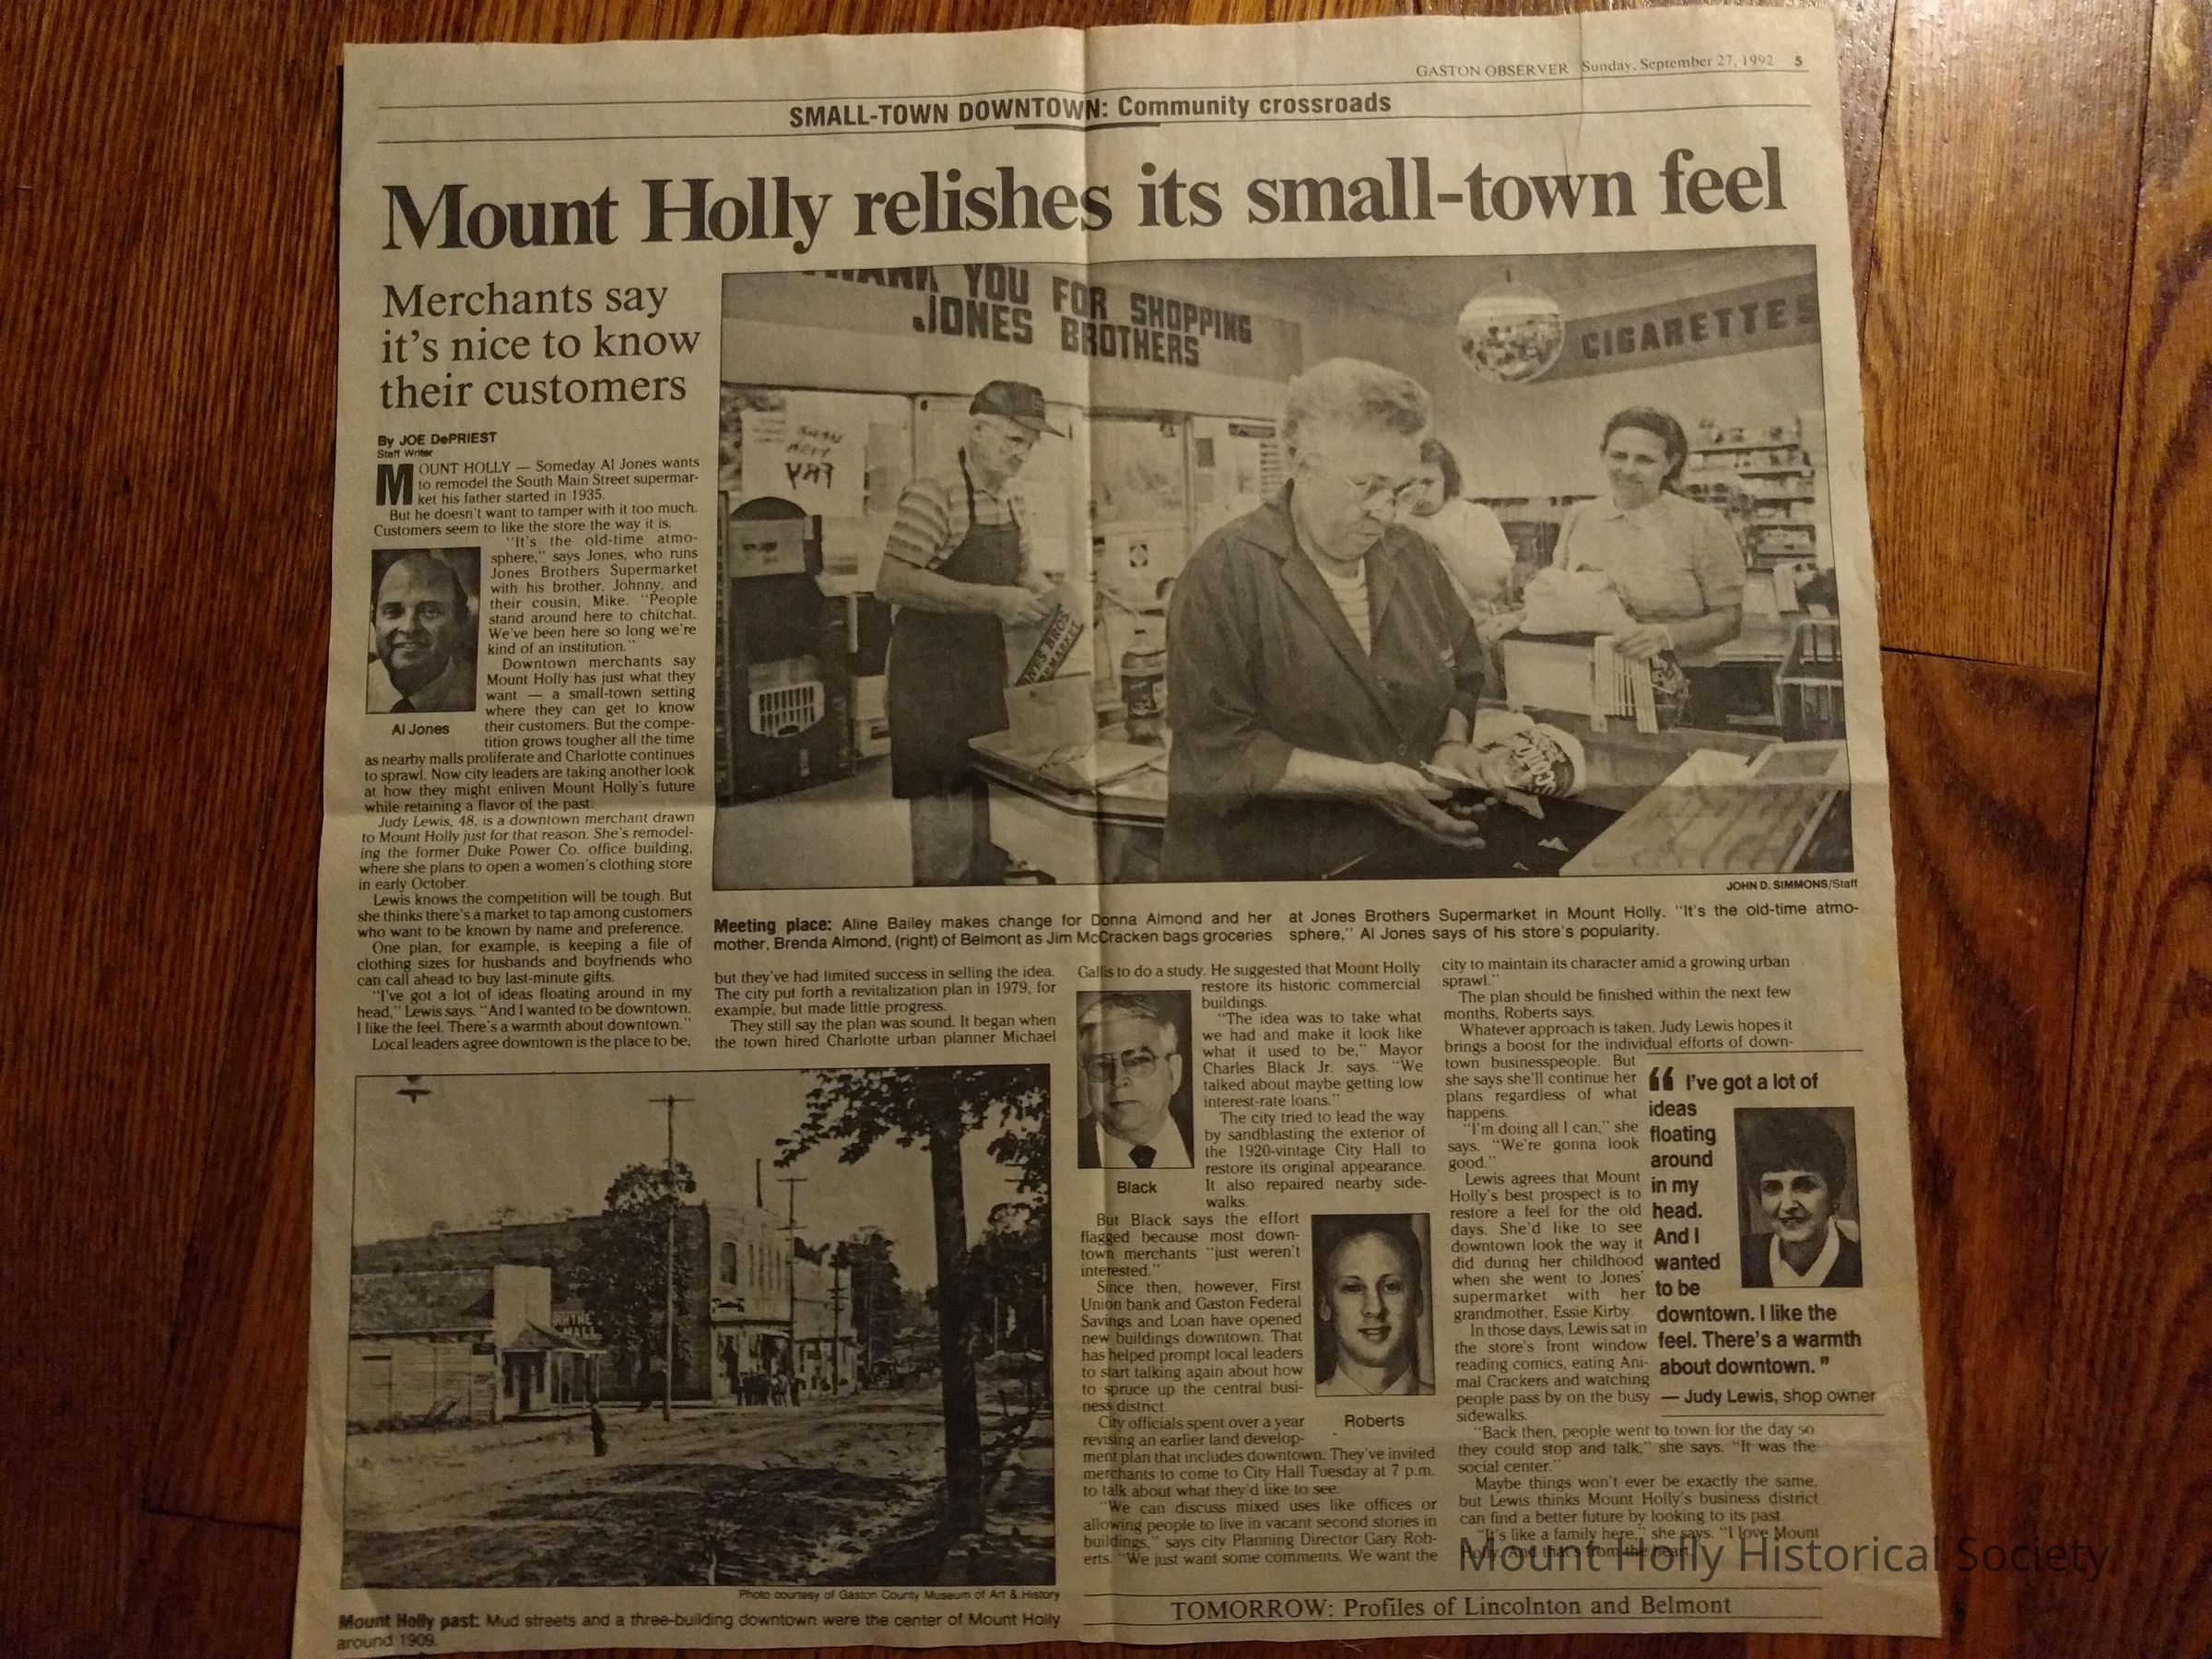 GASTON OBSERVER Sunday, September 27, 1992 5
SMALL-TOWN DOWNTOWN: Community crossroads
Mount Holly relishes its small-town feel
Merchants say
it's nice to know
their customers
By JOE DePRIEST
Staff Writer
MOUNT HOLLY — Someday Al Jones wants
to remodel the South Main Street supermar-
ket his father started in 1935.
But he doesn't want to tamper with it too much.
Customers seem to like the store the way it is.
"It's the old-time atmo-
sphere," says Jones, who runs
Jones Brothers Supermarket
with his brother, Johnny, and
their cousin, Mike. "People
stand around here to chitchat.
We've been here so long we're
kind of an institution."
Downtown merchants say
Mount Holly has just what they
want — a small-town setting
where they can get to know
their customers. But the compe-
tition grows tougher all the time
as nearby malls proliferate and Charlotte continues
to sprawl. Now city leaders are taking another look
at how they might enliven Mount Holly's future
while retaining a flavor of the past.
Al Jones
Judy Lewis, 48, is a downtown merchant drawn
to Mount Holly just for that reason. She's remodel-
ing the former Duke Power Co. office building,
where she plans to open a women's clothing store
in early October.
Lewis knows the competition will be tough. But
she thinks there's a market to tap among customers
who want to be known by name and preference.
One plan, for example, is keeping a file of
clothing sizes for husbands and boyfriends who
can call ahead to buy last-minute gifts.
"I've got a lot of ideas floating around in my
head," Lewis says. "And I wanted to be downtown.
I like the feel. There's a warmth about downtown."
Local leaders agree downtown is the place to be,
THANK YOU FOR SHOPPING
JONES BROTHERS
CIGARETTES
JONES BROS
JOHN D. SIMMONS/Staff
Meeting place: Aline Bailey makes change for Donna Almond and her
mother, Brenda Almond, (right) of Belmont as Jim McCracken bags groceries
at Jones Brothers Supermarket in Mount Holly. "It's the old-time atmo-
sphere," Al Jones says of his store's popularity.
but they've had limited success in selling the idea.
The city put forth a revitalization plan in 1979, for
example, but made little progress.
They still say the plan was sound. It began when
the town hired Charlotte urban planner Michael
Gallis to do a study. He suggested that Mount Holly
restore its historic commercial
buildings.
"The idea was to take what
we had and make it look like
what it used to be," Mayor
Charles Black Jr. says. "We
talked about maybe getting low
interest-rate loans."
The city tried to lead the way
by sandblasting the exterior of
the 1920-vintage City Hall to
restore its original appearance.
It also repaired nearby side-
walks.
Black
But Black says the effort
flagged because most down-
town merchants "just weren't
interested."
Since then, however, First
Union bank and Gaston Federal
Savings and Loan have opened
new buildings downtown. That
has helped prompt local leaders
to start talking again about how
to spruce up the central busi-
ness district.
Roberts
City officials spent over a year
revising an earlier land develop-
ment plan that includes downtown. They've invited
merchants to come to City Hall Tuesday at 7 p.m.
to talk about what they'd like to see.
"We can discuss mixed uses like offices or
allowing people to live in vacant second stories in
buildings," says city Planning Director Gary Rob-
erts. "We just want some comments. We want the
city to maintain its character amid a growing urban
sprawl."
The plan should be finished within the next few
months, Roberts says.
Whatever approach is taken, Judy Lewis hopes it
brings a boost for the individual efforts of down-
town businesspeople. But
she says she'll continue her
plans regardless of what
happens.
"I'm doing all I can," she
says. "We're gonna look
good."
Lewis agrees that Mount
Holly's best prospect is to
restore a feel for the old
days. She'd like to see
downtown look the way it
did during her childhood
when she went to Jones'
supermarket with her
grandmother, Essie Kirby.
In those days, Lewis sat in
the store's front window
reading comics, eating Ani-
mal Crackers and watching
people pass by on the busy
sidewalks.
"Back then, people went to town for the day so
they could stop and talk," she says. "It was the
social center."
Maybe things won't ever be exactly the same,
but Lewis thinks Mount Holly's business district
can find a better future by looking to its past.
"It's like a family here," she says. "I love Mount
Holly. And that's from the heart."
“ I've got a lot of
ideas
floating
around
in my
head.
And I
wanted
to be
downtown. I like the
feel. There's a warmth
about downtown. ”
— Judy Lewis, shop owner
Photo courtesy of Gaston County Museum of Art & History
Mount Holly past: Mud streets and a three-building downtown were the center of Mount Holly
around 1909.
TOMORROW: Profiles of Lincolnton and Belmont
Mount Holly Historical Society